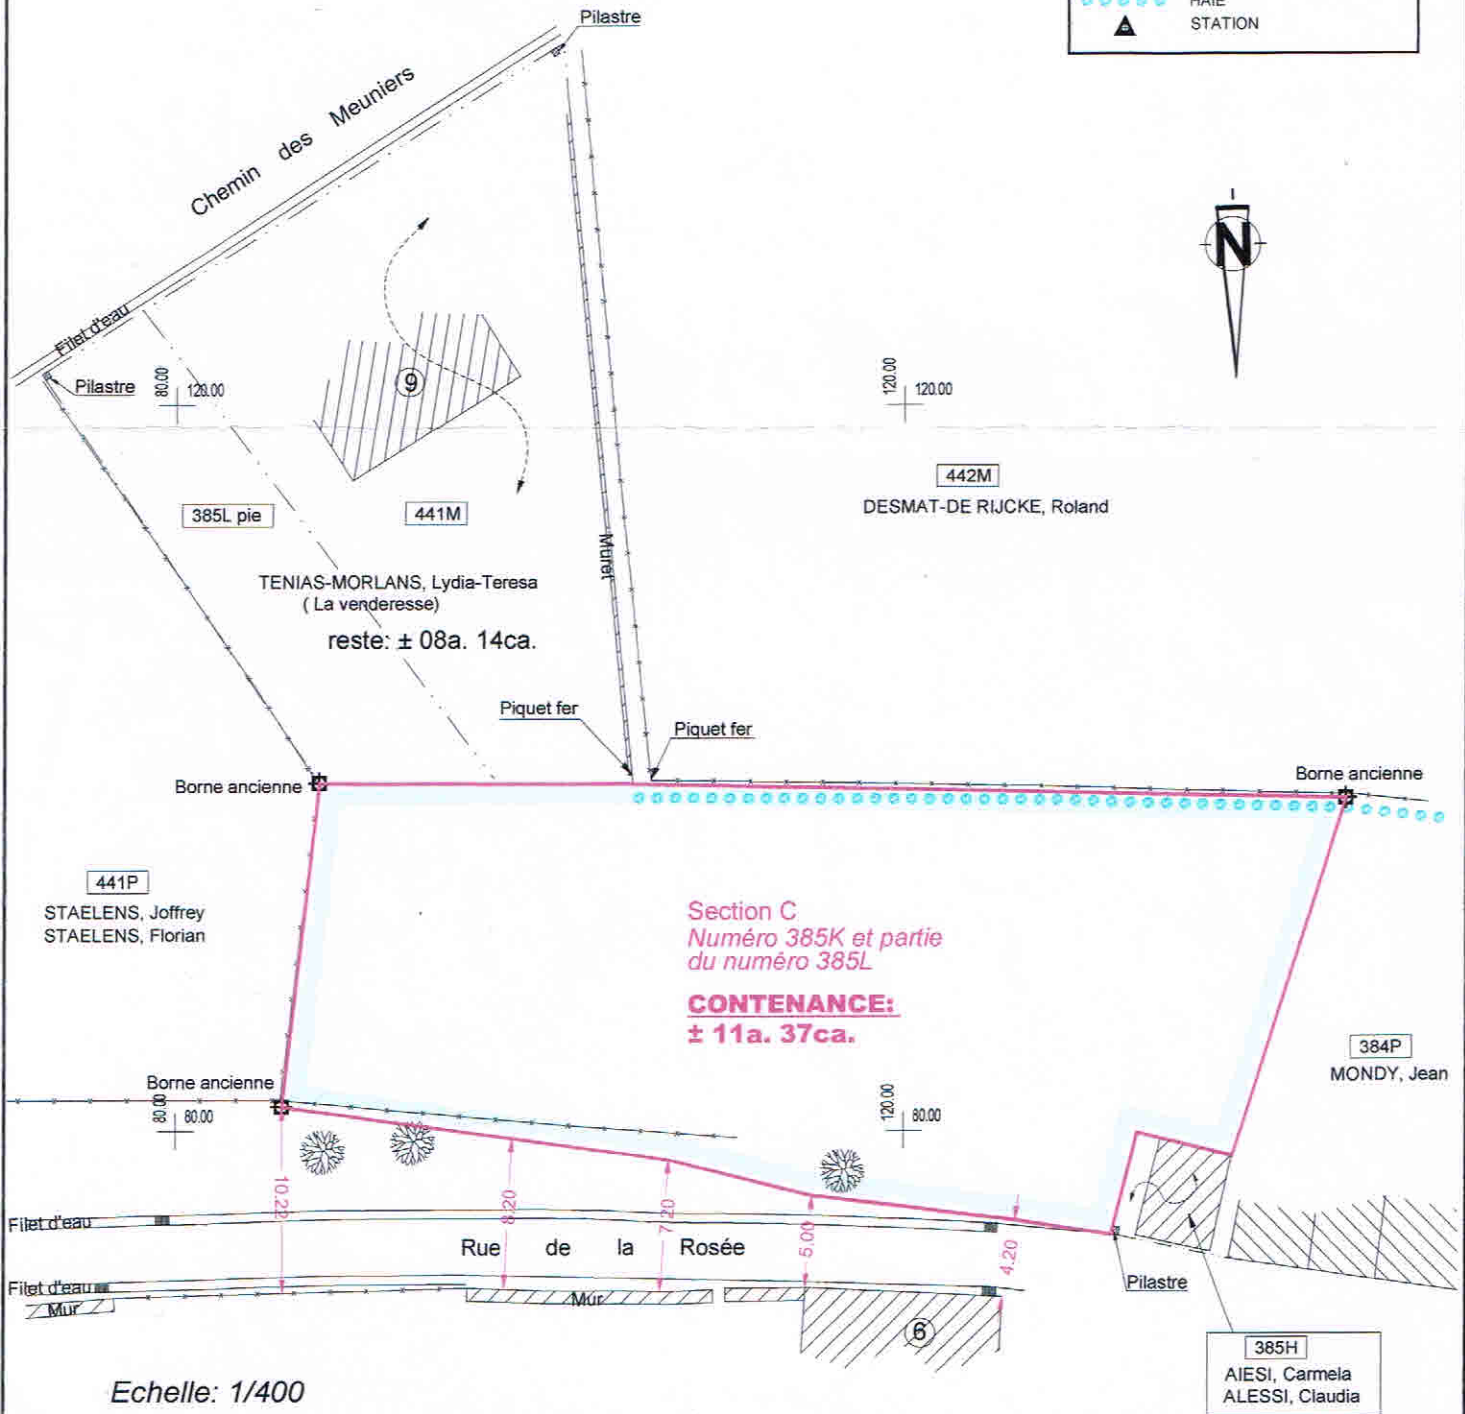 HAIE
STATION
Pilastre
Chemin des Meuniers
N
Filet d'eau
Pilastre
80.00
120.00
9
120.00
120.00
385L pie
441M
442M
DESMAT-DE RIJCKE, Roland
Muret
TENIAS-MORLANS, Lydia-Teresa
( La venderesse)
reste: ± 08a. 14ca.
Piquet fer
Piquet fer
Borne ancienne
Borne ancienne
441P
STAELENS, Joffrey
STAELENS, Florian
Section C
Numéro 385K et partie
du numéro 385L
CONTENANCE:
± 11a. 37ca.
384P
MONDY, Jean
Borne ancienne
80.00
80.00
120.00
80.00
10.22
8.20
7.20
5.00
4.20
Filet d'eau
Rue de la Rosée
Filet d'eau
Mur
Mur
Pilastre
6
385H
AIESI, Carmela
ALESSI, Claudia
Echelle: 1/400